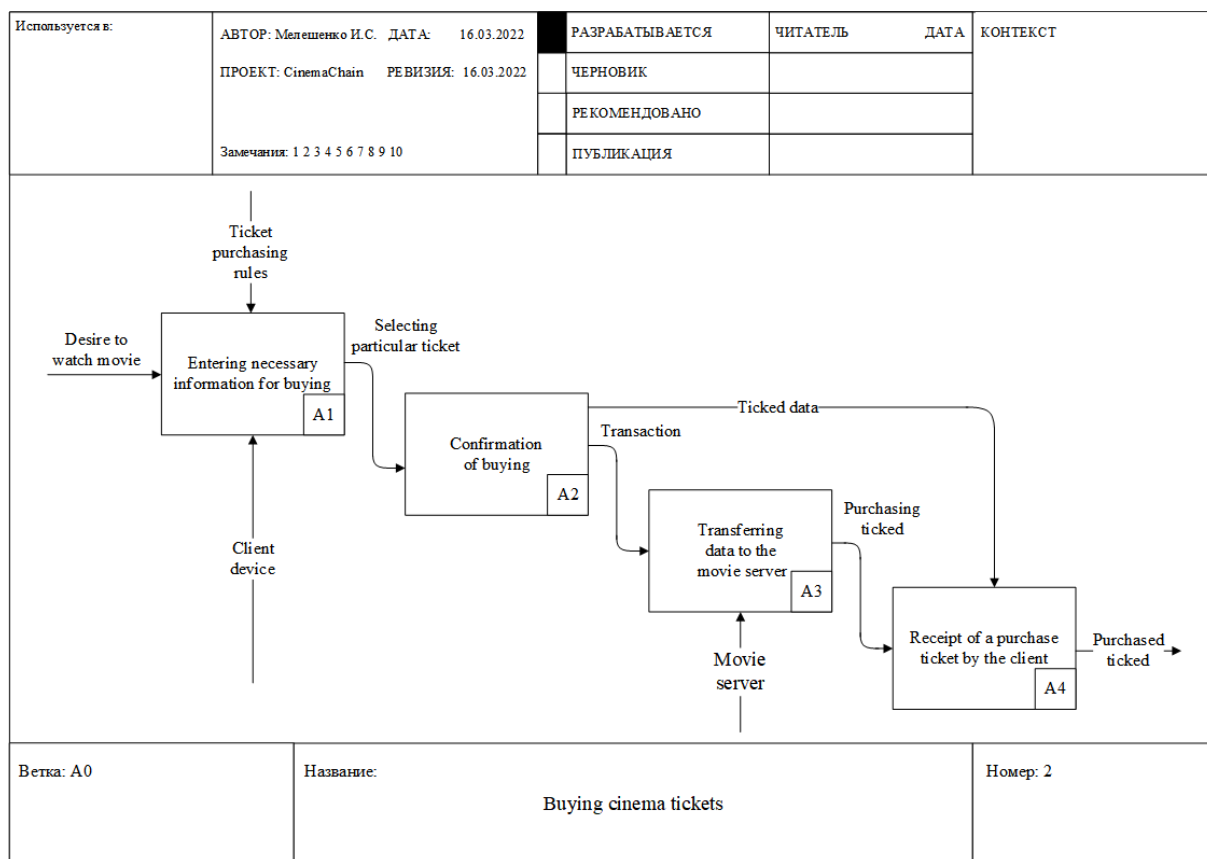 Используется в:
АВТОР: Мелешенко И.С. ДАТА: 16.03.2022
ПРОЕКТ: CinemaChain РЕВИЗИЯ: 16.03.2022
Замечания: 1 2 3 4 5 6 7 8 9 10
РАЗРАБАТЫВАЕТСЯ
ЧЕРНОВИК
РЕКОМЕНДОВАНО
ПУБЛИКАЦИЯ
ЧИТАТЕЛЬ ДАТА
КОНТЕКСТ
Ticket
purchasing
rules
Desire to
watch movie
Entering necessary
information for buying
A1
Selecting
particular ticket
Client
device
Confirmation
of buying
A2
Ticked data
Transaction
Transferring
data to the
movie server
A3
Purchasing
ticked
Movie
server
Receipt of a purchase
ticket by the client
A4
Purchased
ticked
Ветка: A0
Название:
Buying cinema tickets
Номер: 2